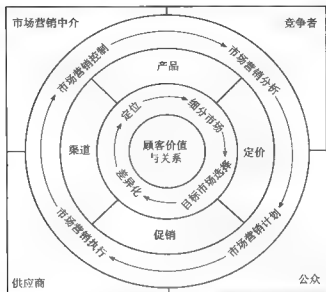 市场营销中介
竞争者
市场营销控制
市场营销分析
产品
定位
细分市场
渠道
顾客价值
与关系
定价
差异化
目标市场选择
促销
市场营销执行
市场营销计划
供应商
公众